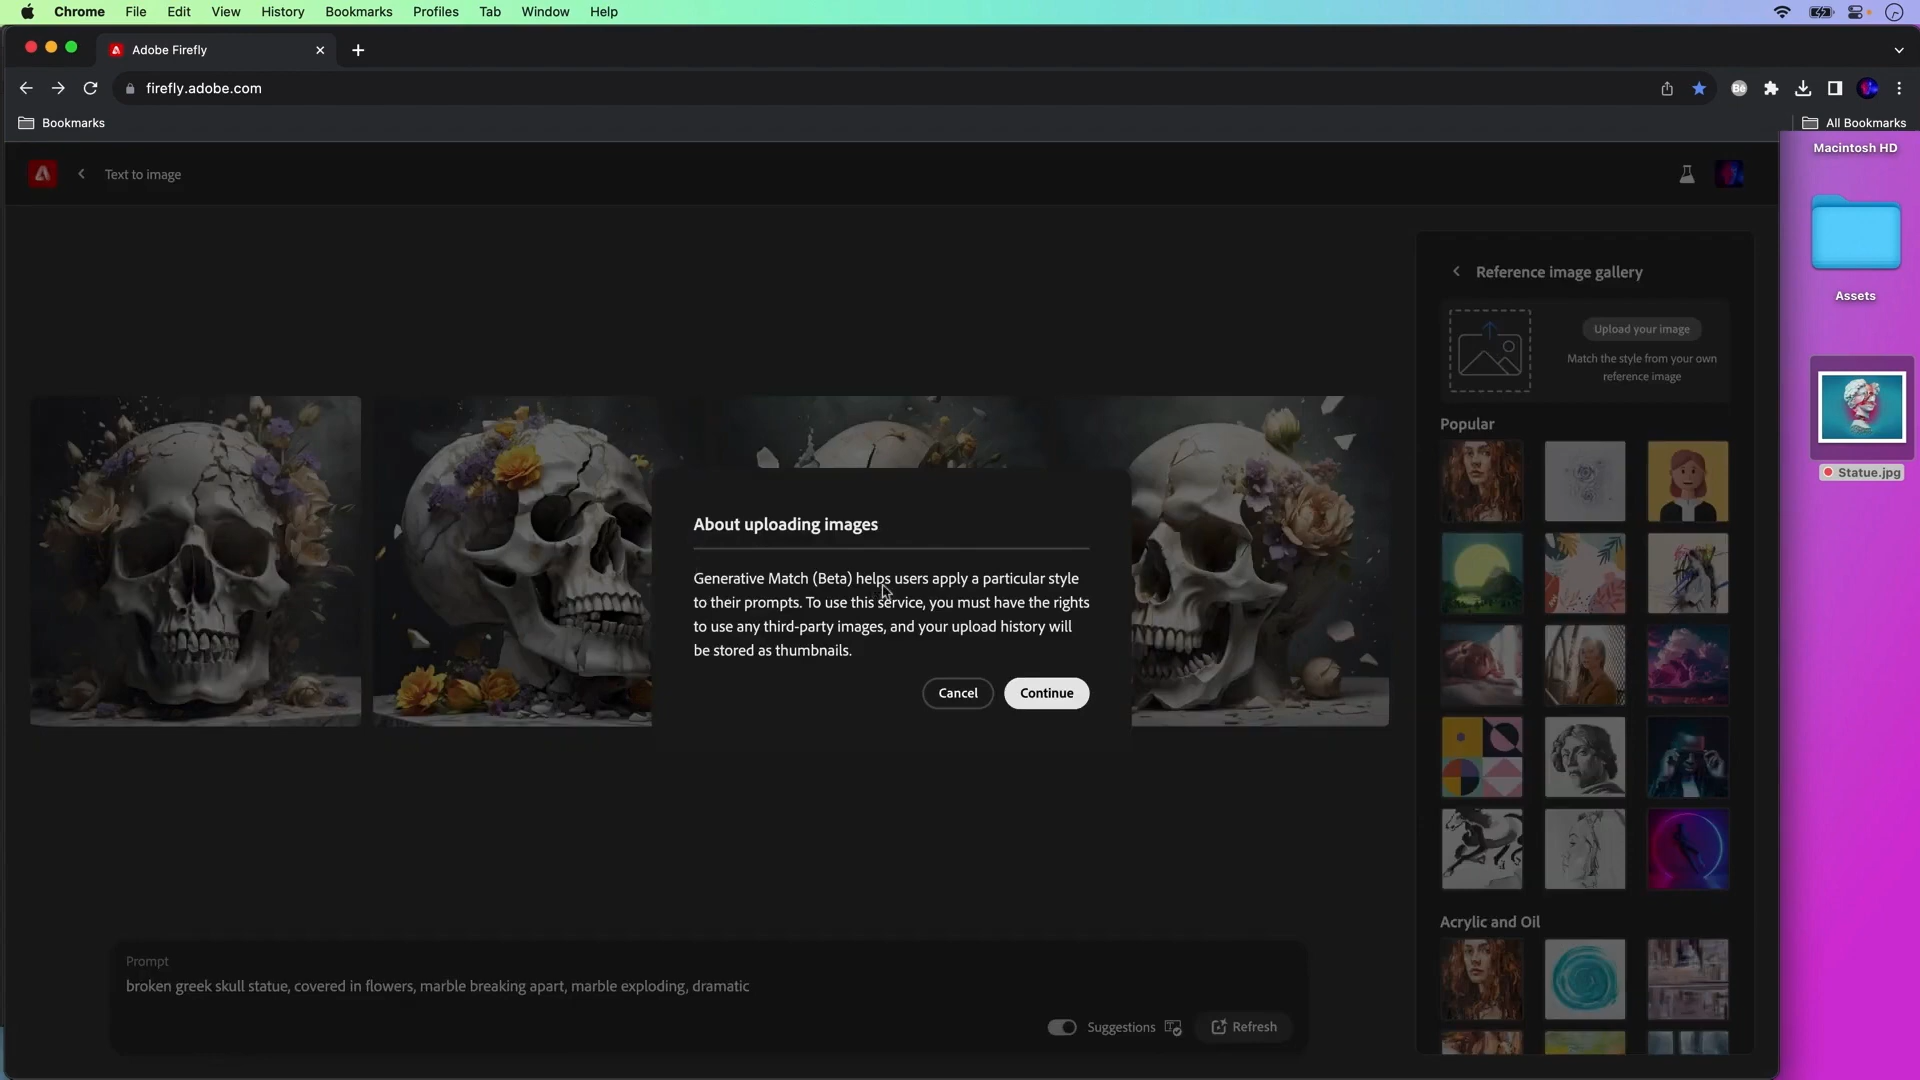 Chrome File Edit View History Bookmarks Profiles Tab Window Help
Adobe Firefly
firefly.adobe.com
Bē
Bookmarks
All Bookmarks
Macintosh HD
Text to image
Reference image gallery
Upload your image
Match the style from your own
reference image
Assets
Statue.jpg
Popular
About uploading images
Generative Match (Beta) helps users apply a particular style
to their prompts. To use this service, you must have the rights
to use any third-party images, and your upload history will
be stored as thumbnails.
Cancel
Continue
Acrylic and Oil
Prompt
broken greek skull statue, covered in flowers, marble breaking apart, marble exploding, dramatic
Suggestions
Refresh